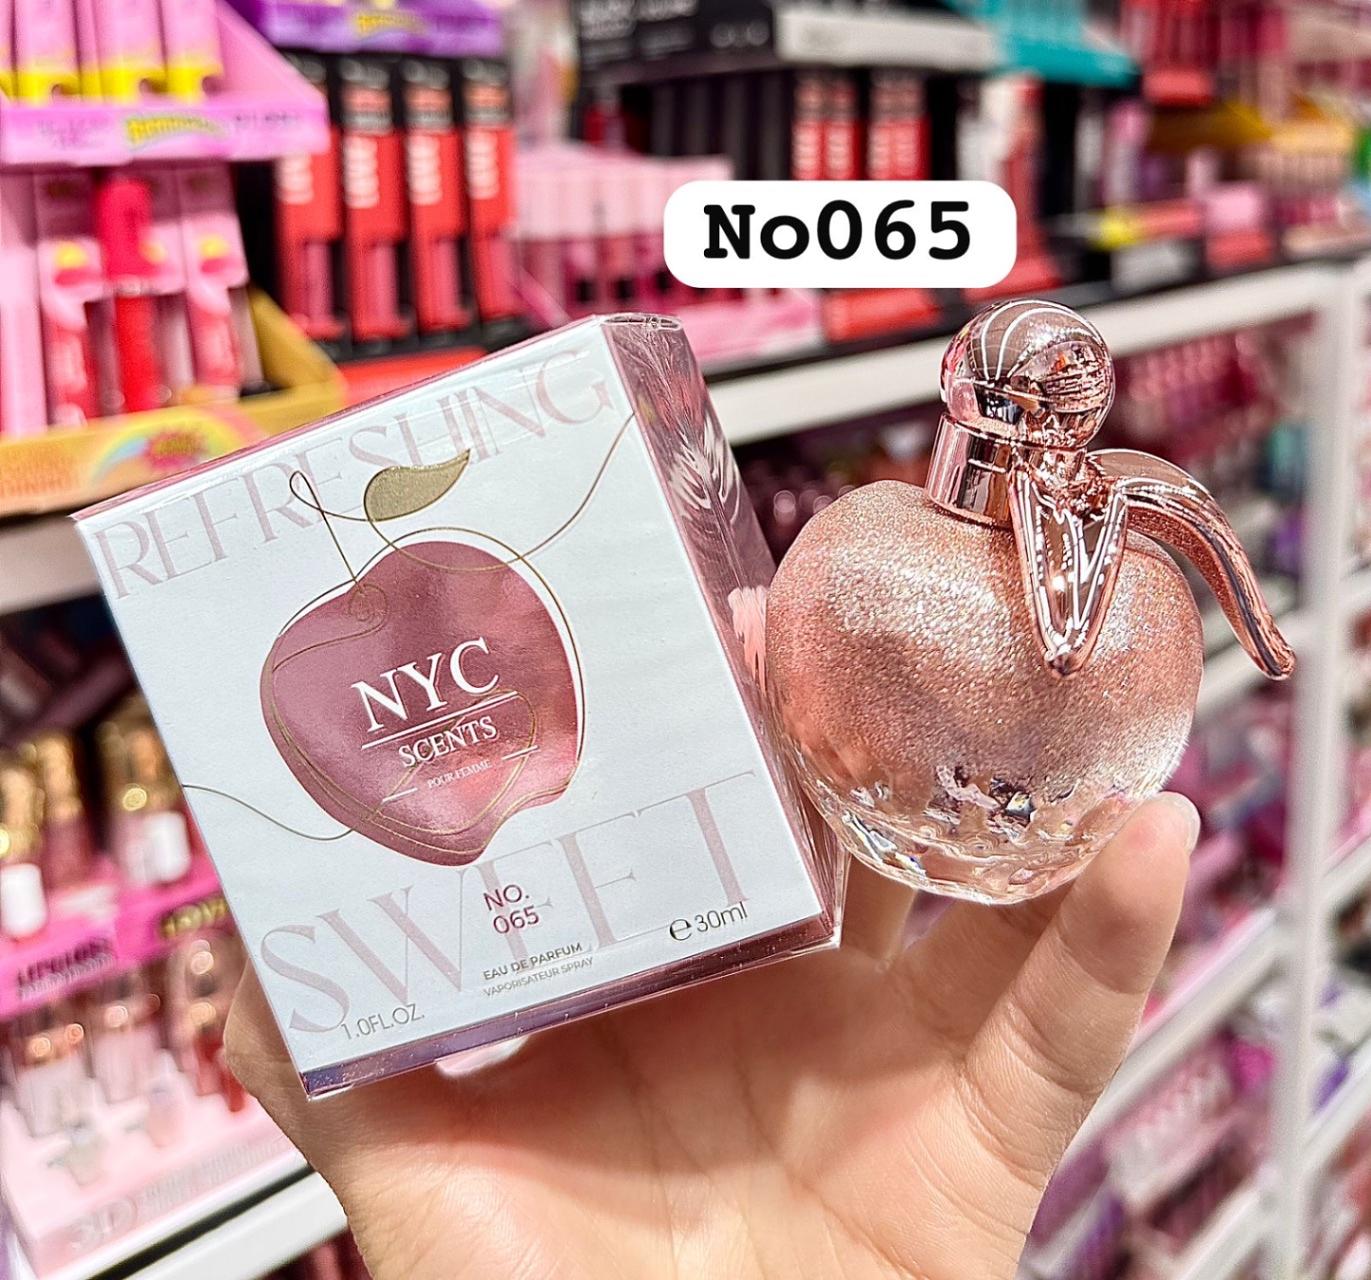 No065
REFRESHING
NYC
SCENTS
POUR FEMME
SWEET
NO.
065
EAU DE PARFUM
VAPORISATEUR SPRAY
1.0FL.OZ.
e 30ml